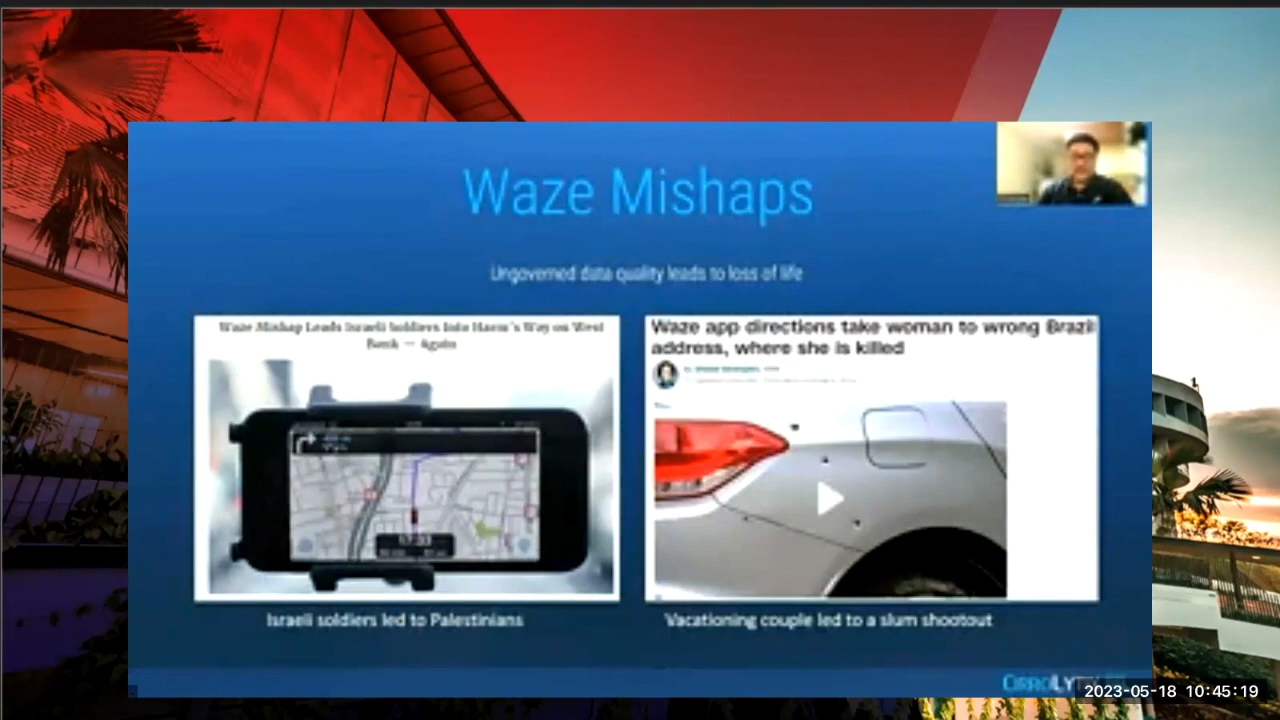 Waze Mishaps
Ungoverned data quality leads to loss of life
Waze Mishap Leads Israeli Soldiers Into Harm's Way on West
Bank — Again
Waze app directions take woman to wrong Brazil
address, where she is killed
Israeli soldiers led to Palestinians
Vacationing couple led to a slum shootout
2023-05-18 10:45:19